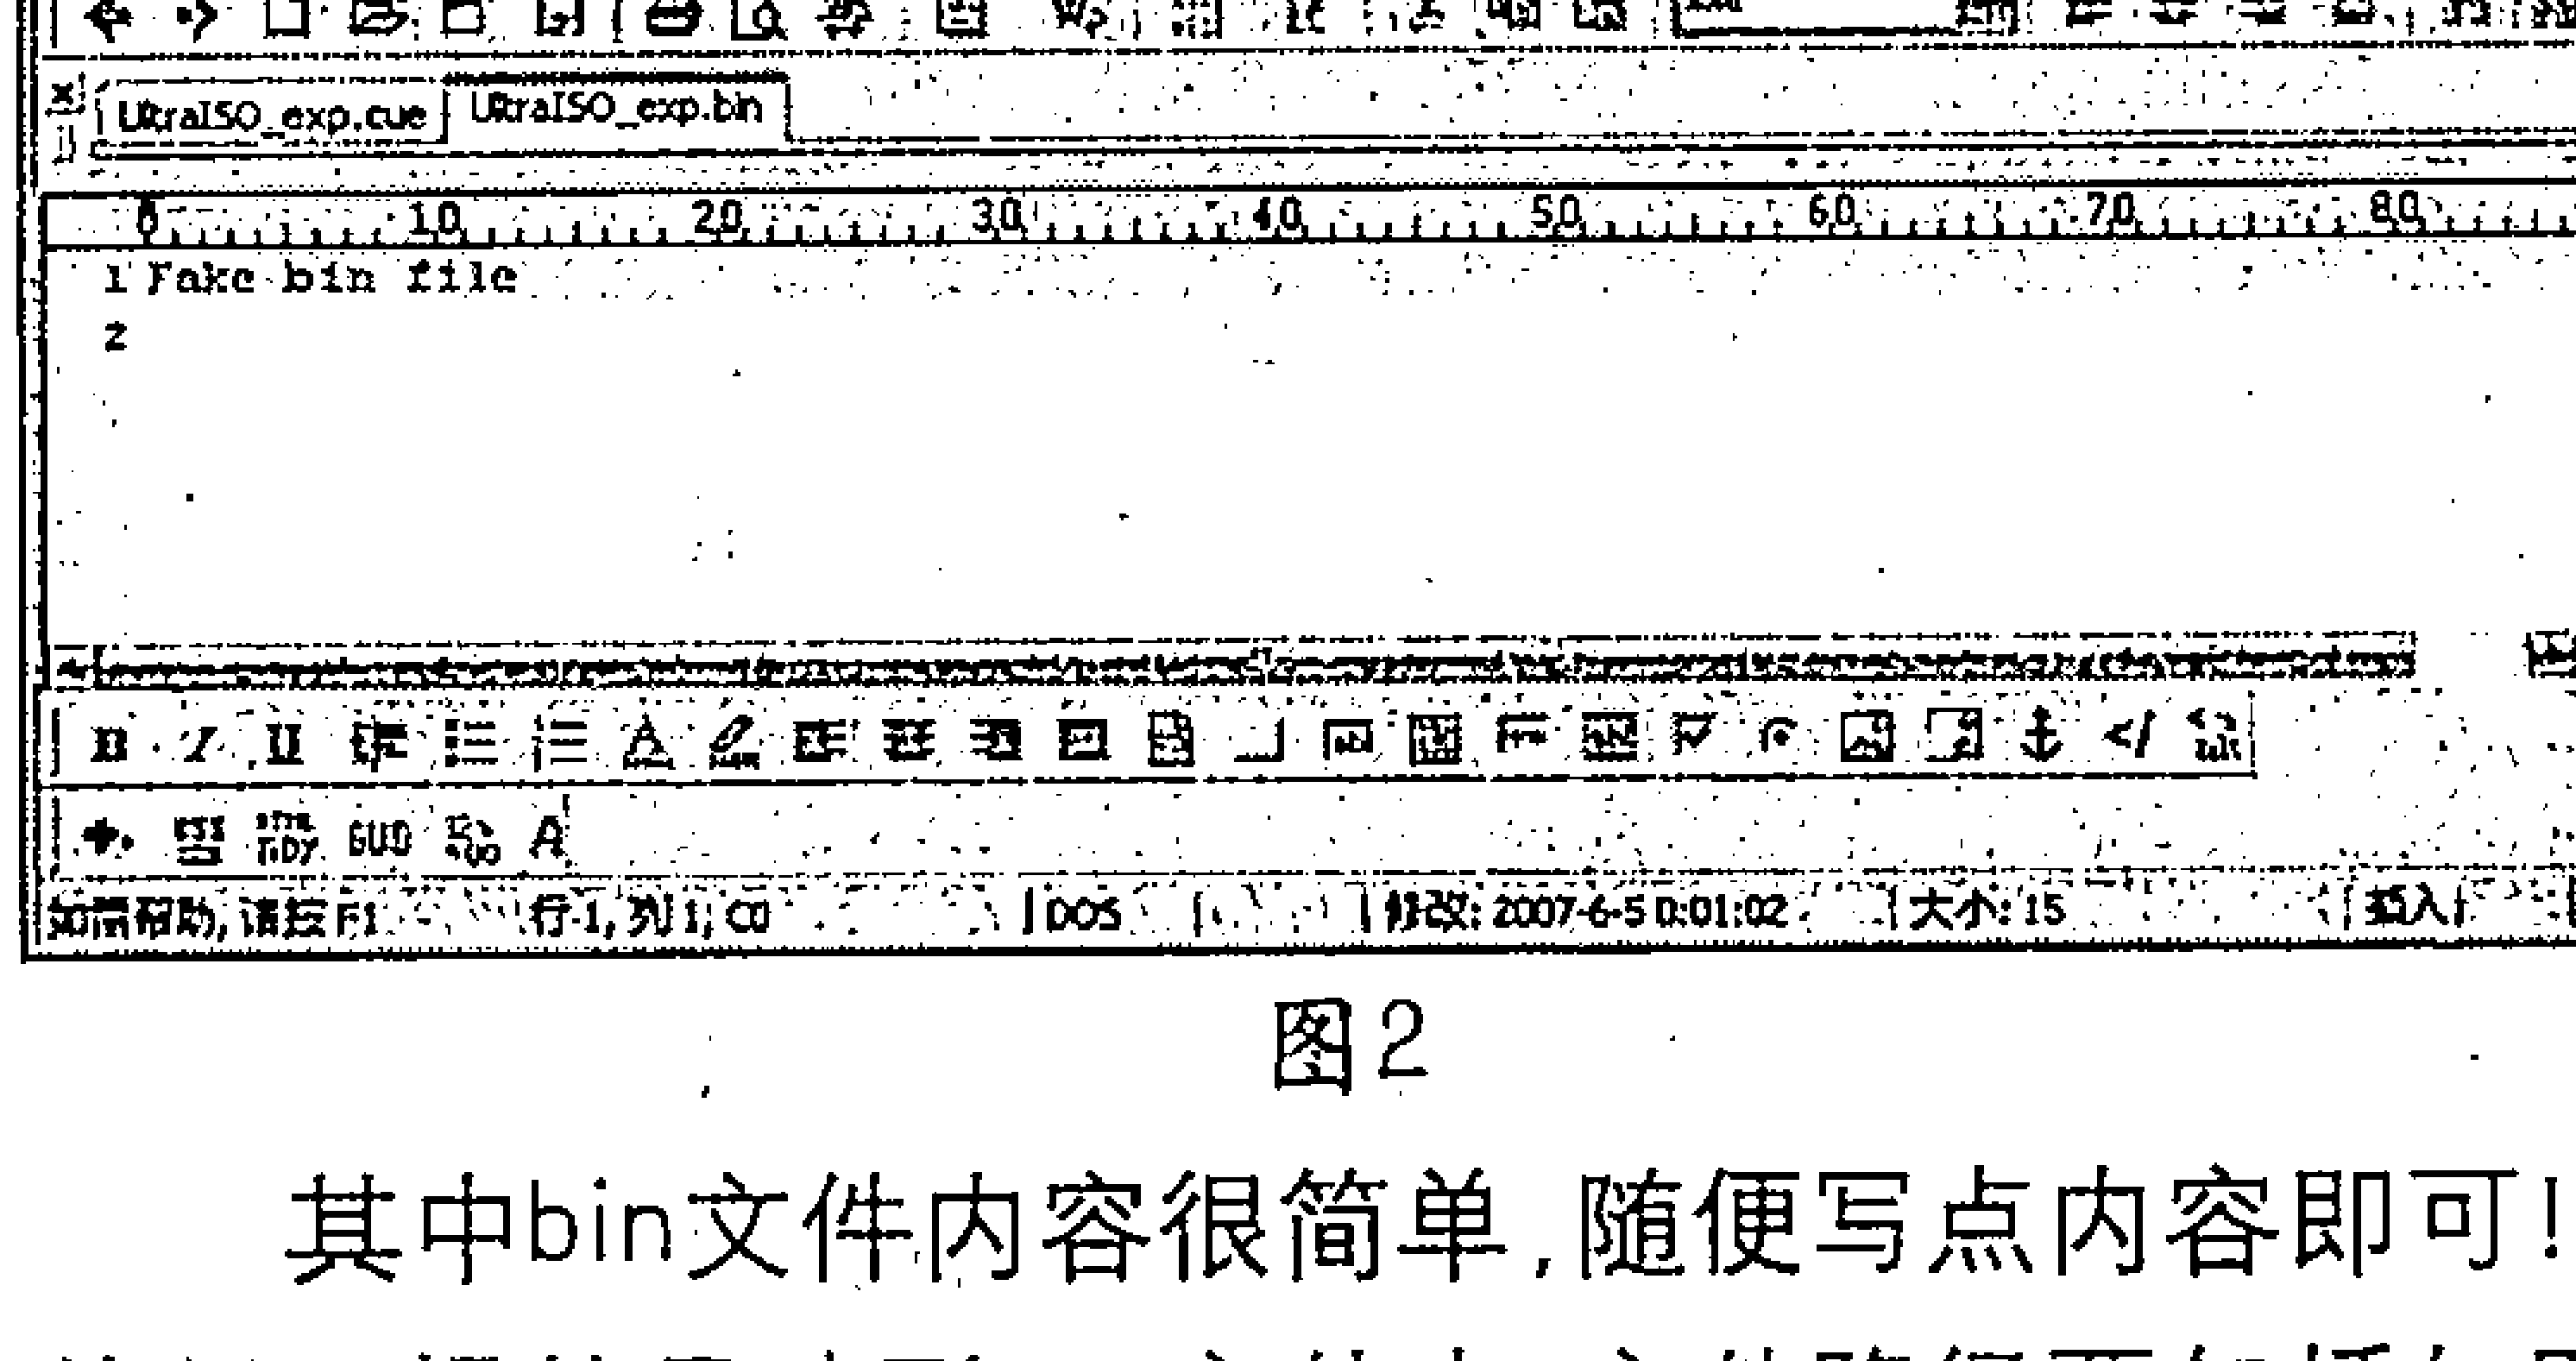 UltraISO_exp.cue UltraISO_exp.bin
0 10 20 30 40 50 60 70 80
1 Fake bin file
2
B I U
</
TIDY A
如需帮助,请按 F1 行 1, 列 1, C0 DOS 修改: 2007-6-5 0:01:02 大小: 15 插入
图2
其中bin文件内容很简单,随便写点内容即可!